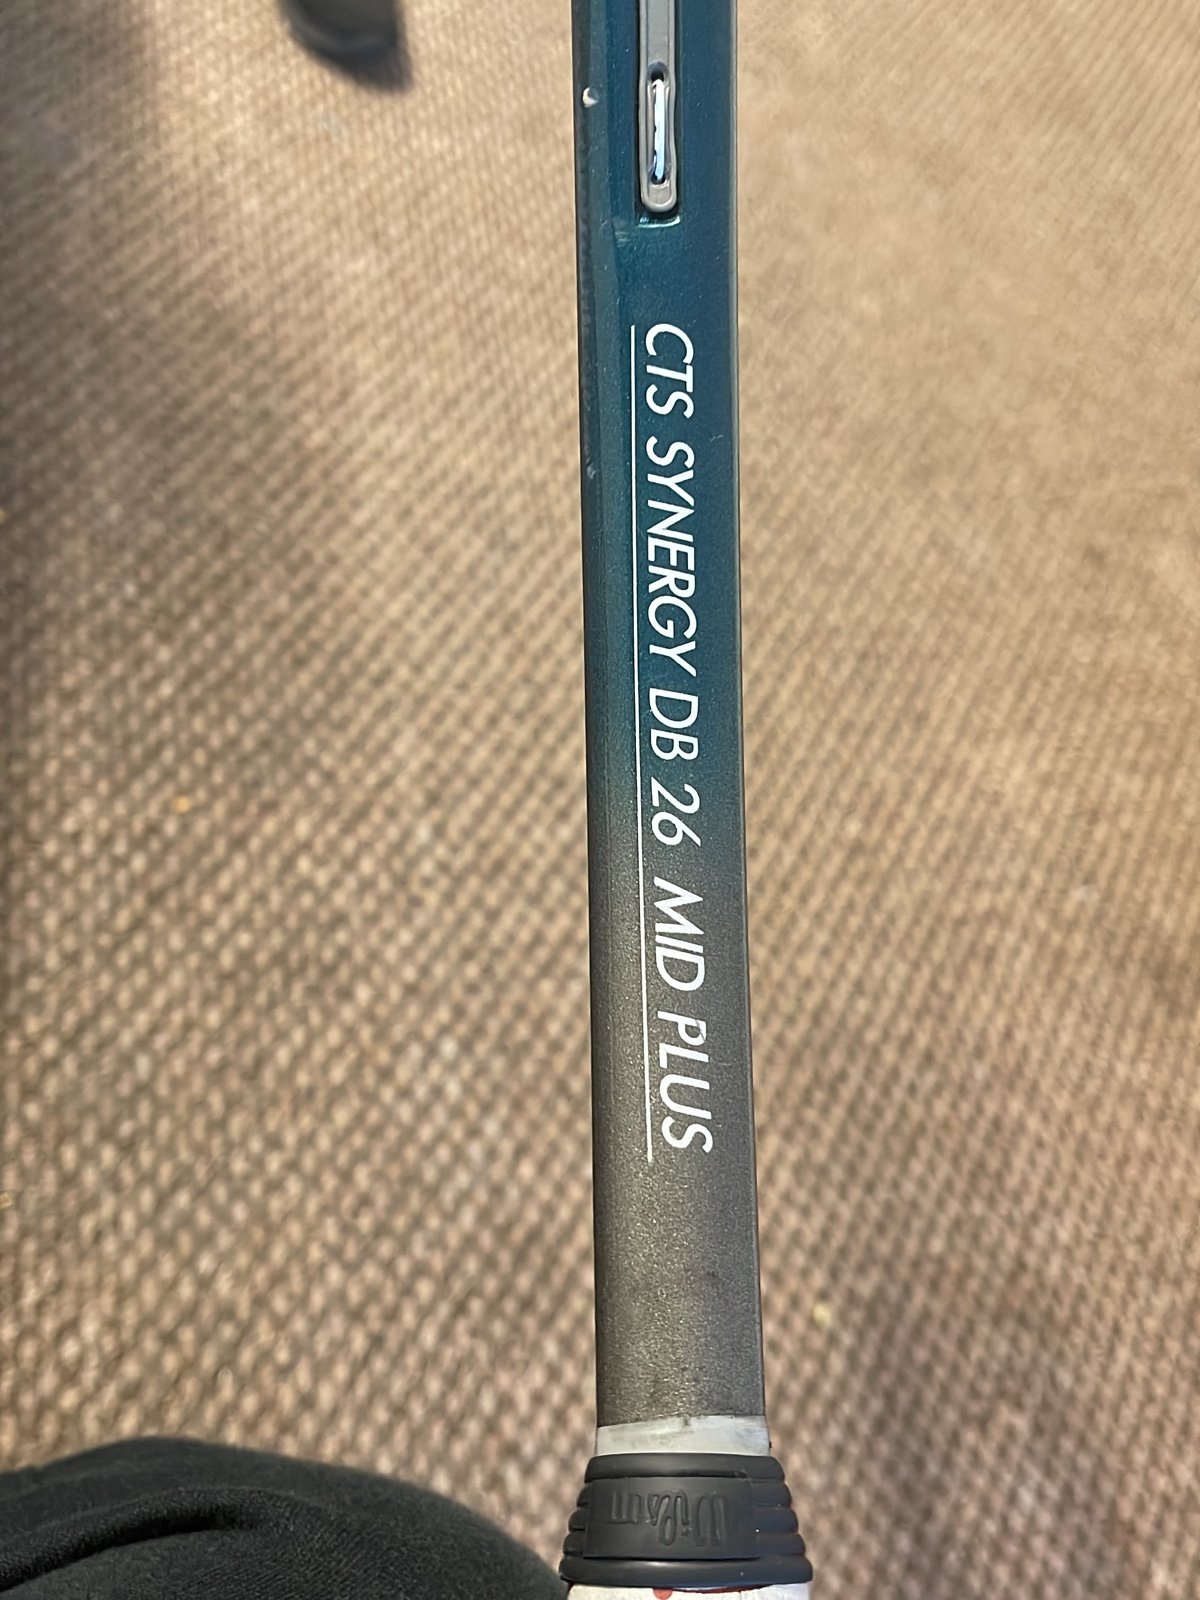 CTS SYNERGY DB 26 MID PLUS
Wilson